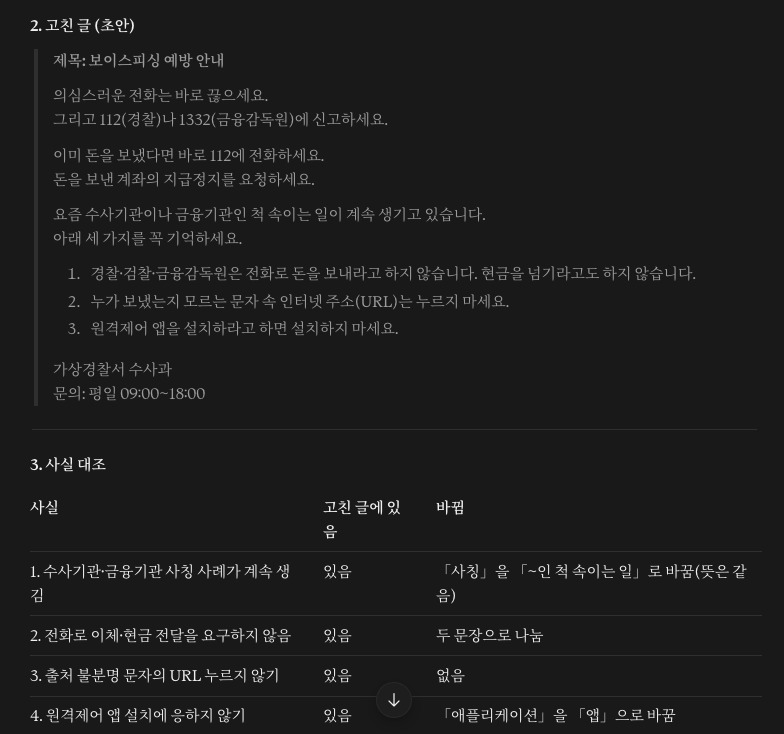 2. 고친 글 (초안)
제목: 보이스피싱 예방 안내
의심스러운 전화는 바로 끊으세요.
그리고 112(경찰)나 1332(금융감독원)에 신고하세요.
이미 돈을 보냈다면 바로 112에 전화하세요.
돈을 보낸 계좌의 지급정지를 요청하세요.
요즘 수사기관이나 금융기관인 척 속이는 일이 계속 생기고 있습니다.
아래 세 가지를 꼭 기억하세요.
1. 경찰·검찰·금융감독원은 전화로 돈을 보내라고 하지 않습니다. 현금을 넘기라고도 하지 않습니다.
2. 누가 보냈는지 모르는 문자 속 인터넷 주소(URL)는 누르지 마세요.
3. 원격제어 앱을 설치하라고 하면 설치하지 마세요.
가상경찰서 수사과
문의: 평일 09:00~18:00
3. 사실 대조
사실 고친 글에 있 바뀜
음
1. 수사기관·금융기관 사칭 사례가 계속 생 있음 「사칭」을 「~인 척 속이는 일」로 바꿈(뜻은 같
김 음)
2. 전화로 이체·현금 전달을 요구하지 않음 있음 두 문장으로 나눔
3. 출처 불분명 문자의 URL 누르지 않기 있음 없음
4. 원격제어 앱 설치에 응하지 않기 있음 「애플리케이션」을 「앱」으로 바꿈